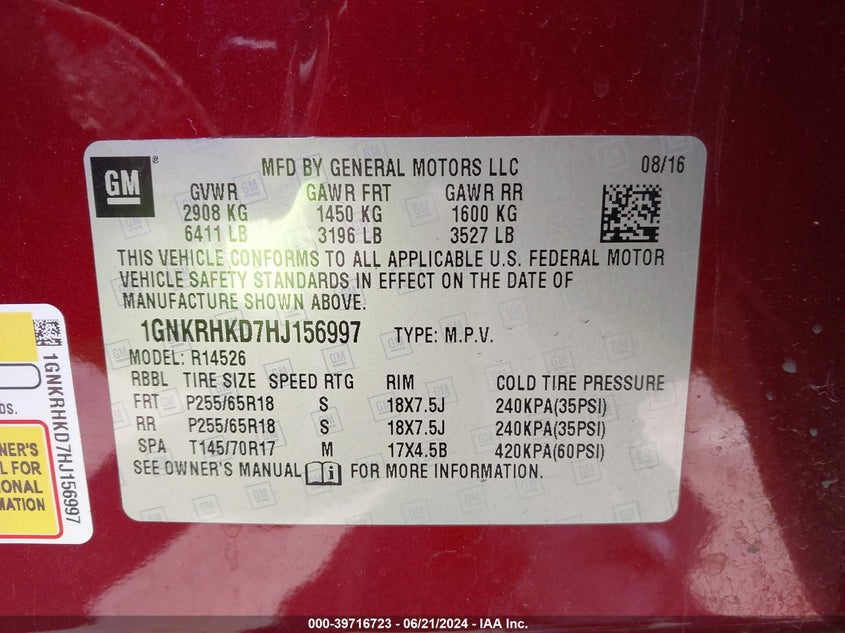 GM
®
MFD BY GENERAL MOTORS LLC 08/16
GVWR GAWR FRT GAWR RR
2908 KG 1450 KG 1600 KG
6411 LB 3196 LB 3527 LB
THIS VEHICLE CONFORMS TO ALL APPLICABLE U.S. FEDERAL MOTOR
VEHICLE SAFETY STANDARDS IN EFFECT ON THE DATE OF
MANUFACTURE SHOWN ABOVE.
1GNKRHKD7HJ156997 TYPE: M.P.V.
MODEL: R14526
RBBL TIRE SIZE SPEED RTG RIM COLD TIRE PRESSURE
FRT P255/65R18 S 18X7.5J 240KPA(35PSI)
RR P255/65R18 S 18X7.5J 240KPA(35PSI)
SPA T145/70R17 M 17X4.5B 420KPA(60PSI)
SEE OWNER'S MANUAL FOR MORE INFORMATION.
1GNKRHKD7HJ156997
000-39716723 - 06/21/2024 - IAA Inc.